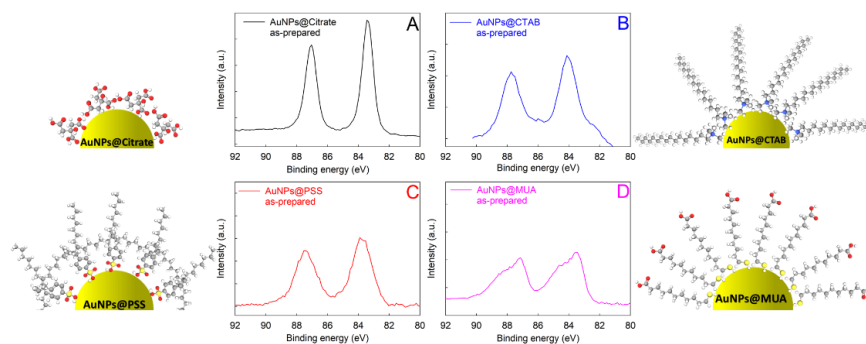 A
AuNPs@Citrate
as-prepared
Intensity (a.u.)
92 90 88 86 84 82 80
Binding energy (eV)
B
AuNPs@CTAB
as-prepared
Intensity (a.u.)
92 90 88 86 84 82 80
Binding energy (eV)
AuNPs@Citrate
AuNPs@CTAB
C
AuNPs@PSS
as-prepared
Intensity (a.u.)
92 90 88 86 84 82 80
Binding energy (eV)
D
AuNPs@MUA
as-prepared
Intensity (a.u.)
92 90 88 86 84 82 80
Binding energy (eV)
AuNPs@PSS
AuNPs@MUA